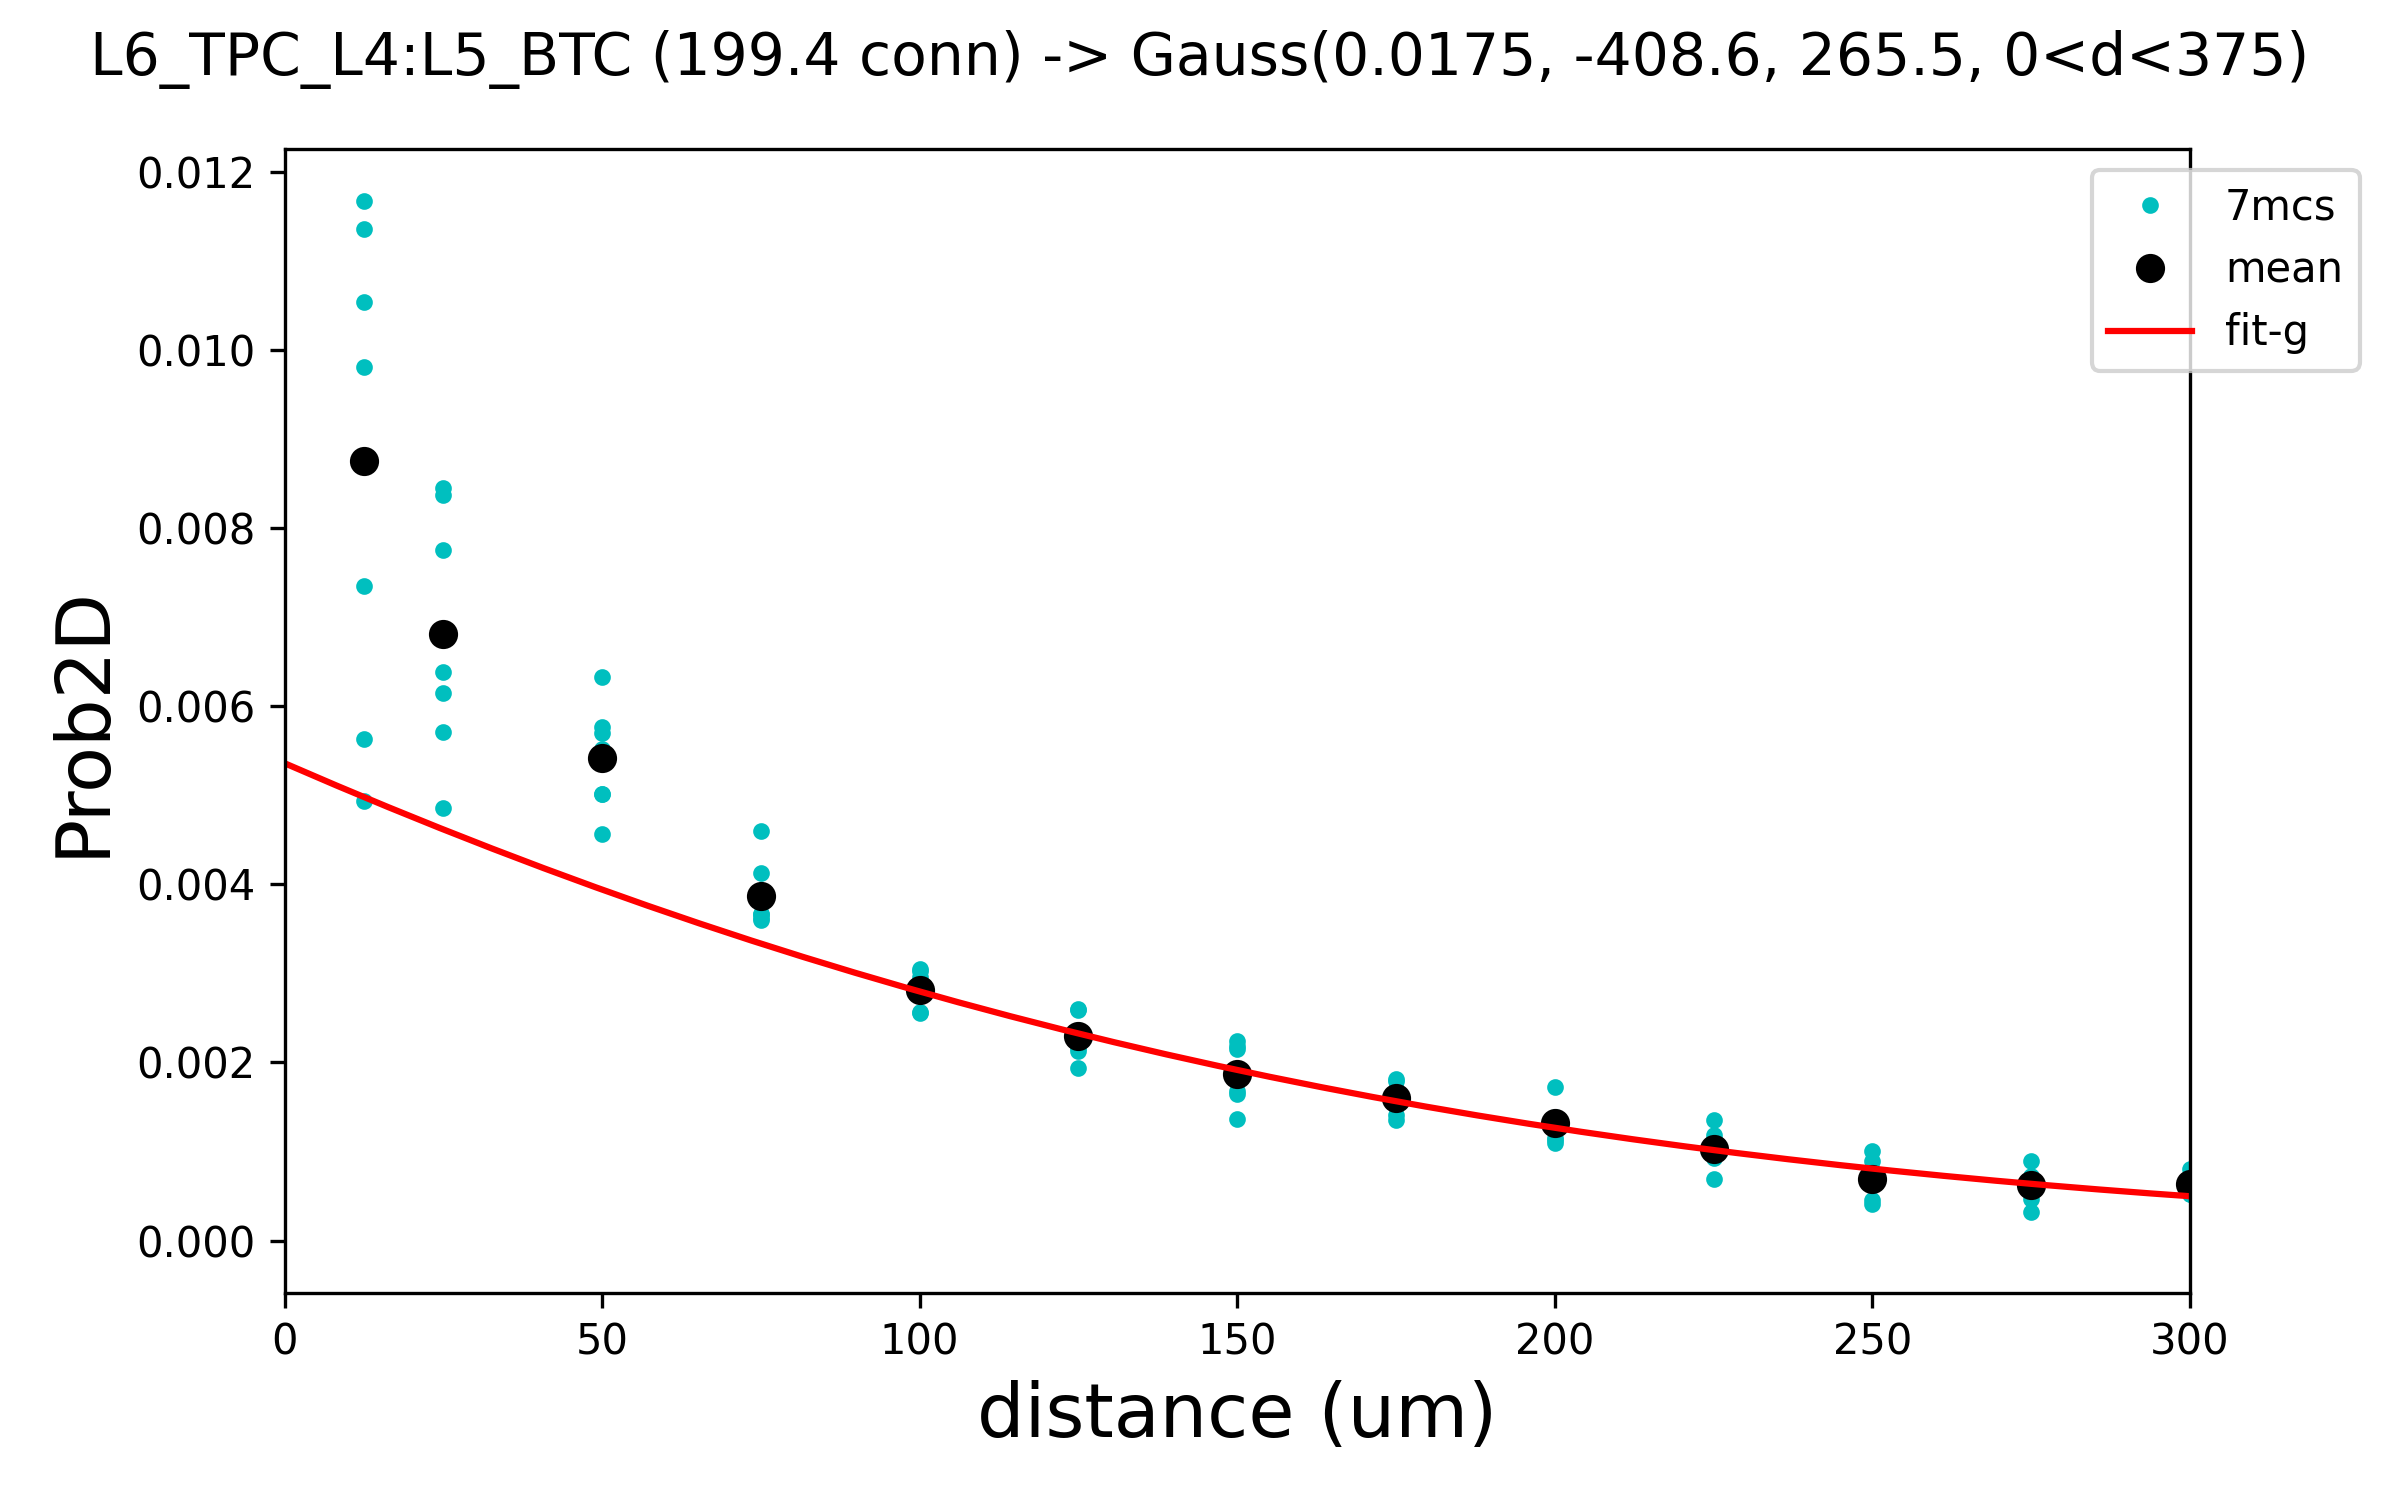 L6_TPC_L4:L5_BTC (199.4 conn) -> Gauss(0.0175, -408.6, 265.5, 0<d<375)
7mcs
mean
fit-g
Prob2D
0.012
0.010
0.008
0.006
0.004
0.002
0.000
0 50 100 150 200 250 300
distance (um)